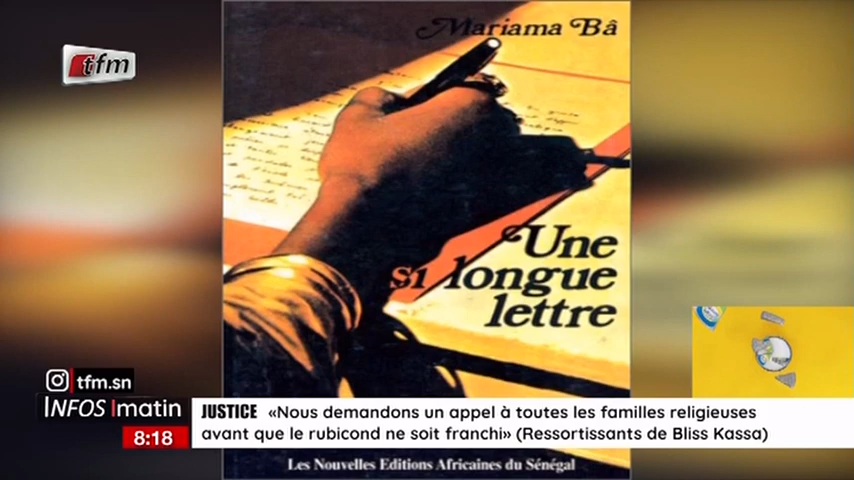 Mariama Bâ
tfm
Une
si longue
lettre
tfm.sn
INFOS matin
8:18
JUSTICE «Nous demandons un appel à toutes les familles religieuses
avant que le rubicond ne soit franchi» (Ressortissants de Bliss Kassa)
Les Nouvelles Editions Africaines du Sénégal